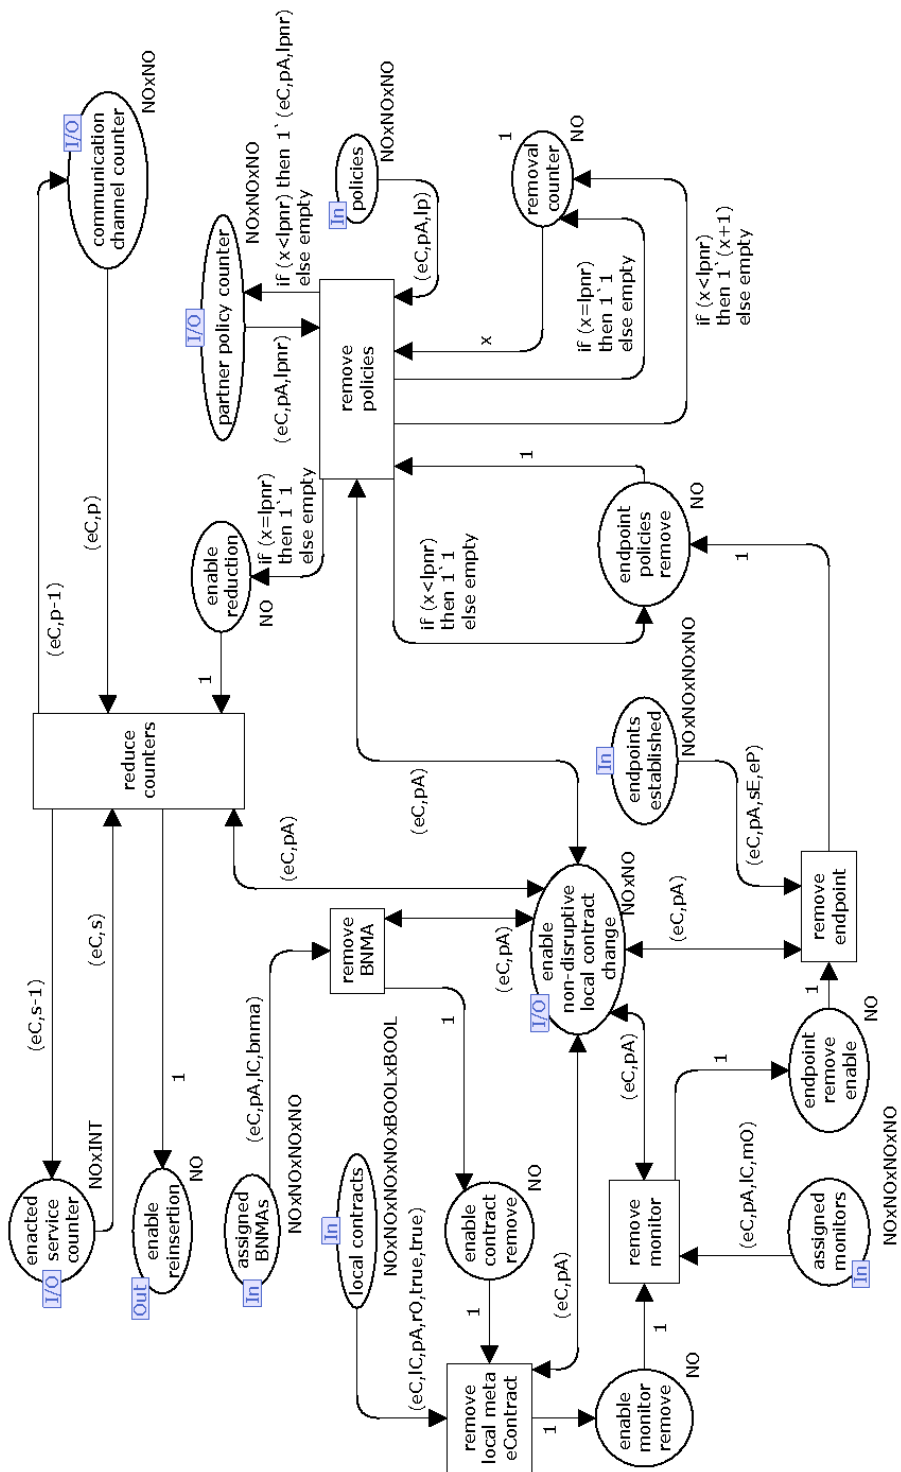 enacted
service
counter
I/O
NOxINT
(eC,s-1)
(eC,s)
enable
reinsertion
Out
NO
1
reduce
counters
(eC,p-1)
(eC,p)
communication
channel counter
I/O
NOxNO
assigned
BNMAs
In
NOxNOxNOxNO
(eC,pA,lC,bnma)
remove
BNMA
(eC,pA)
(eC,pA)
1
1
enable
reduction
NO
if (x=lpnr)
then 1`1
else empty
partner policy counter
I/O
NOxNOxNO
(eC,pA,lpnr)
if (x<lpnr) then 1`(eC,pA,lpnr)
else empty
remove
policies
policies
In
NOxNOxNO
(eC,pA,lp)
local contracts
In
NOxNOxNOxNOxBOOLxBOOL
(eC,lC,pA,rO,true,true)
enable
contract
remove
NO
1
remove
local meta
eContract
(eC,pA)
1
enable
non-disruptive
local contract
change
I/O
NOxNO
(eC,pA)
removal
counter
1
NO
x
if (x=lpnr)
then 1`1
else empty
if (x<lpnr)
then 1`(x+1)
else empty
if (x<lpnr)
then 1`1
else empty
1
endpoint
policies
remove
NO
1
enable
monitor
remove
NO
1
remove
monitor
(eC,pA)
1
(eC,pA,lC,mO)
assigned
monitors
In
NOxNOxNOxNO
endpoint
remove
enable
NO
1
remove
endpoint
(eC,pA)
endpoints
established
In
NOxNOxNOxNO
(eC,pA,sE,eP)